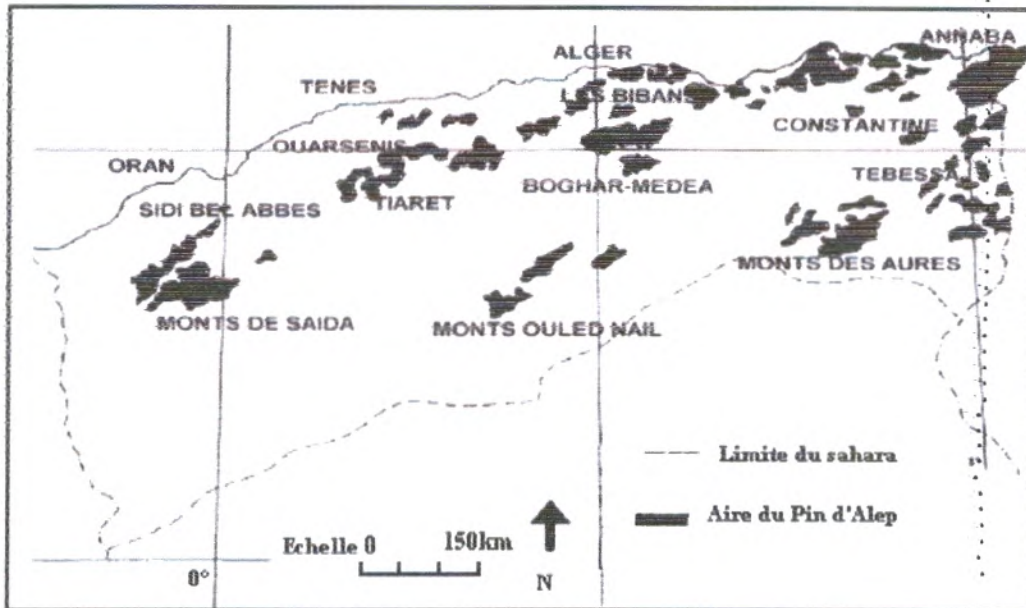 ANNABA
ALGER
TENES
LES BIBANS
CONSTANTINE
OUARSENIS
ORAN
TEBESSA
BOGHAR-MEDEA
TIARET
SIDI BEL ABBES
MONTS DES AURES
MONTS DE SAIDA
MONTS OULED NAIL
Limite du sahara
Aire du Pin d'Alep
Echelle 0 150km
N
0°